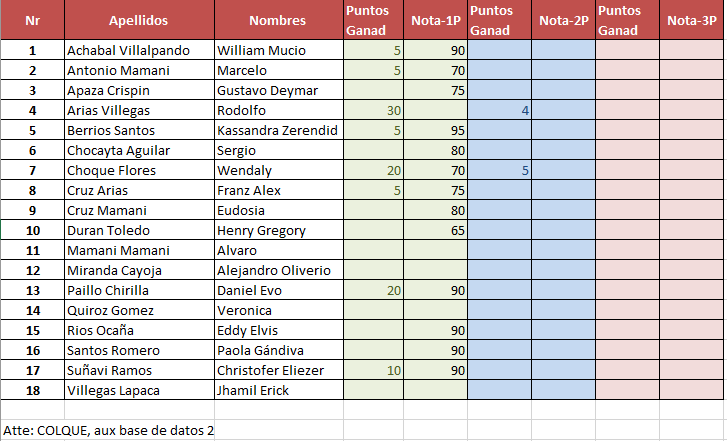 Nr Apellidos Nombres Puntos Ganad Nota-1P Puntos Ganad Nota-2P Puntos Ganad Nota-3P
1 Achabal Villalpando William Mucio 5 90
2 Antonio Mamani Marcelo 5 70
3 Apaza Crispin Gustavo Deymar 75
4 Arias Villegas Rodolfo 30 4
5 Berrios Santos Kassandra Zerendid 5 95
6 Chocayta Aguilar Sergio 80
7 Choque Flores Wendaly 20 70 5
8 Cruz Arias Franz Alex 5 75
9 Cruz Mamani Eudosia 80
10 Duran Toledo Henry Gregory 65
11 Mamani Mamani Alvaro
12 Miranda Cayoja Alejandro Oliverio
13 Paillo Chirilla Daniel Evo 20 90
14 Quiroz Gomez Veronica
15 Rios Ocaña Eddy Elvis 90
16 Santos Romero Paola Gándiva 90
17 Suñavi Ramos Christofer Eliezer 10 90
18 Villegas Lapaca Jhamil Erick
Atte: COLQUE, aux base de datos 2